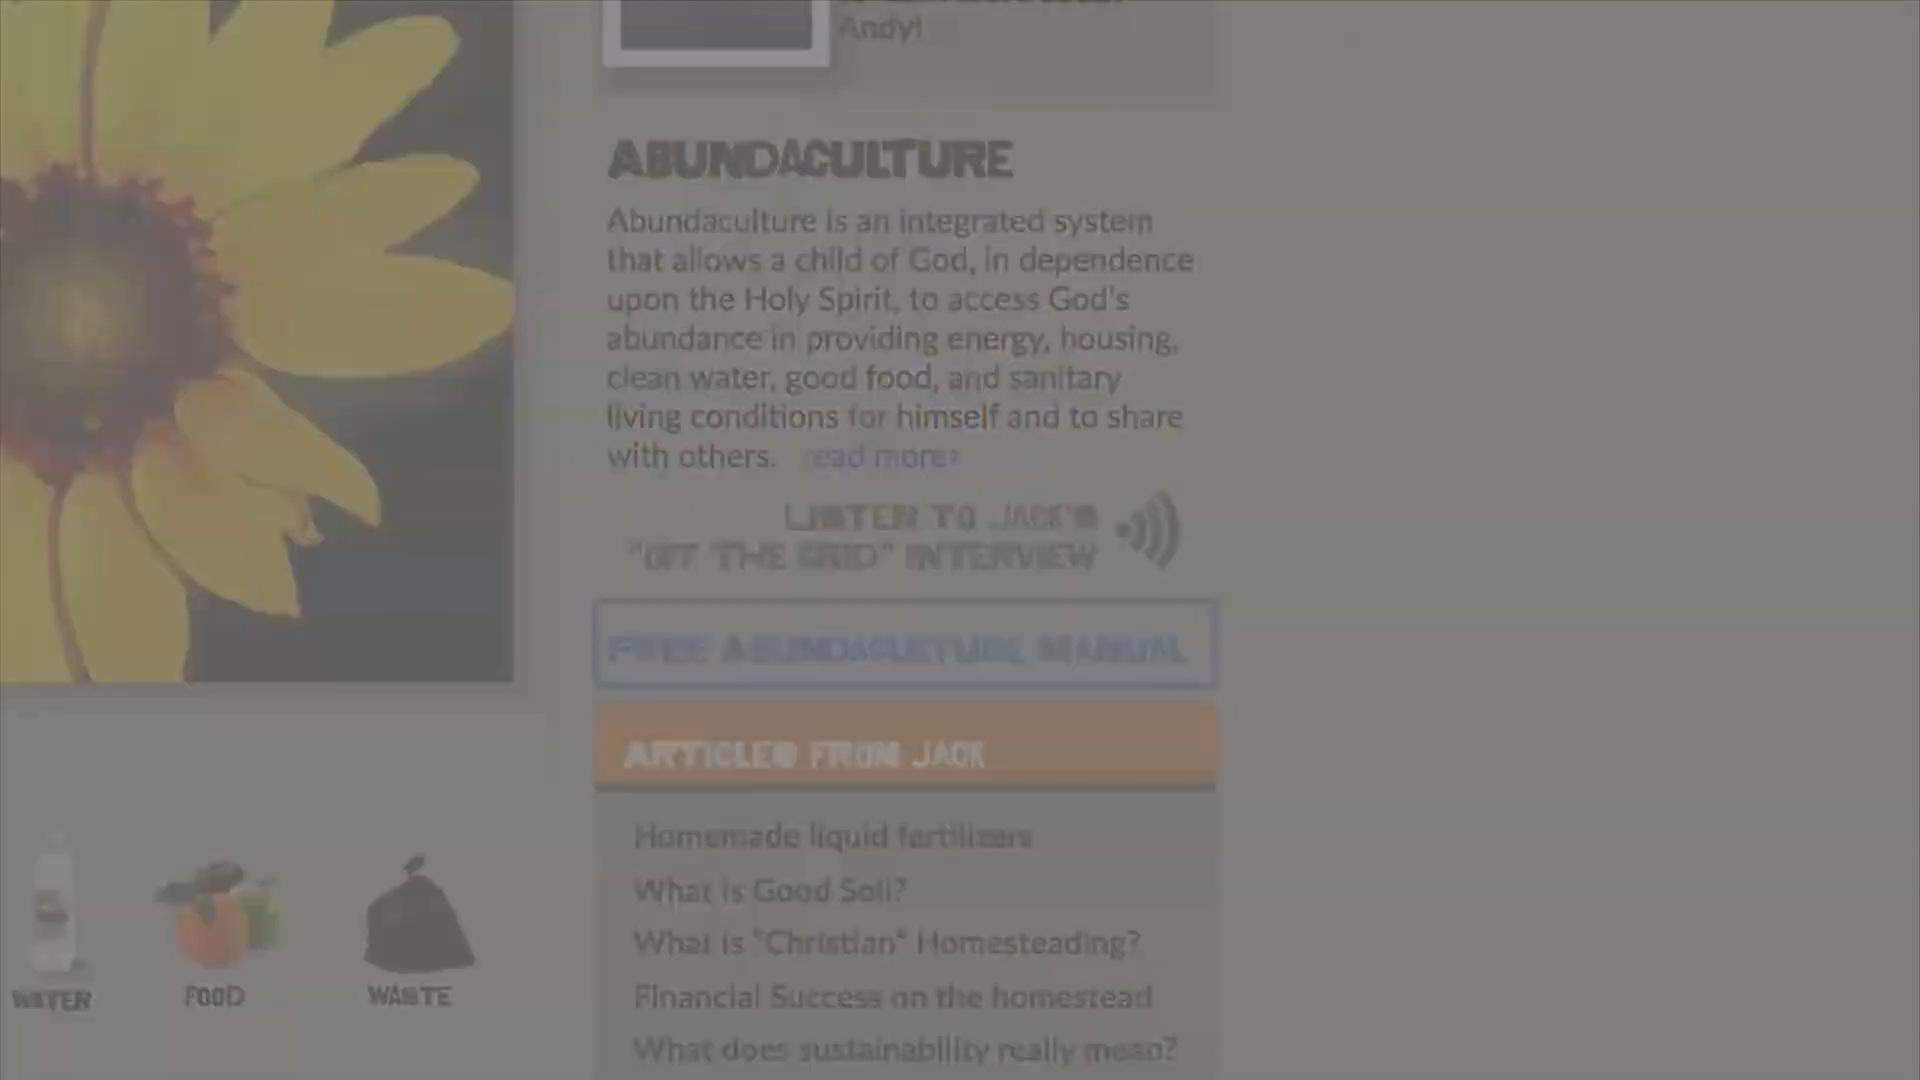 Andy!
ABUNDACULTURE
Abundaculture is an integrated system
that allows a child of God, in dependence
upon the Holy Spirit, to access God's
abundance in providing energy, housing,
clean water, good food, and sanitary
living conditions for himself and to share
with others. read more
LISTEN TO JACK'S
"OFF THE GRID" INTERVIEW
FREE ABUNDACULTURE MANUAL
ARTICLES FROM JACK
Homemade liquid fertilizers
What is Good Soil?
What is "Christian" Homesteading?
Financial Success on the homestead
What does sustainability really mean?
WATER
FOOD
WASTE